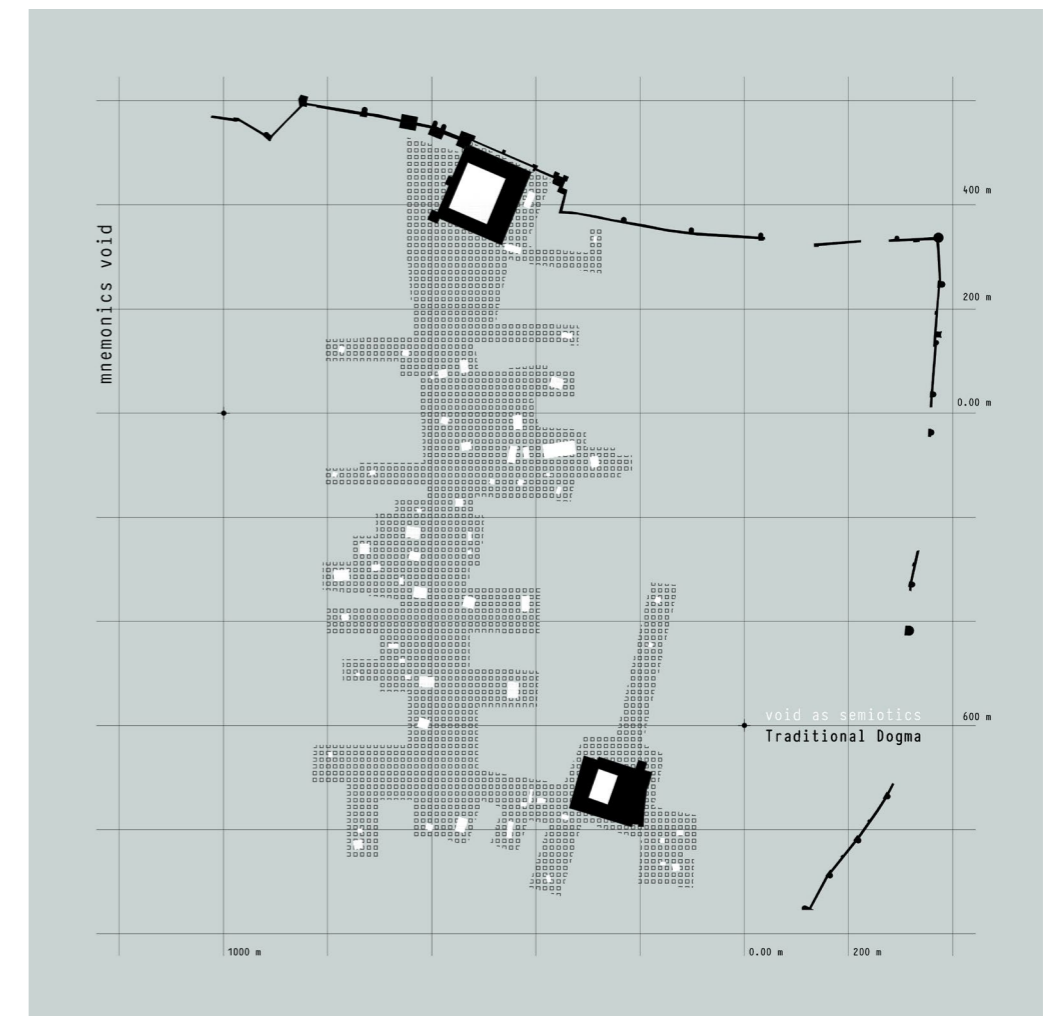 mnemonics void
400 m
200 m
0.00 m
void as semiotics
600 m
Traditional Dogma
1000 m
0.00 m
200 m